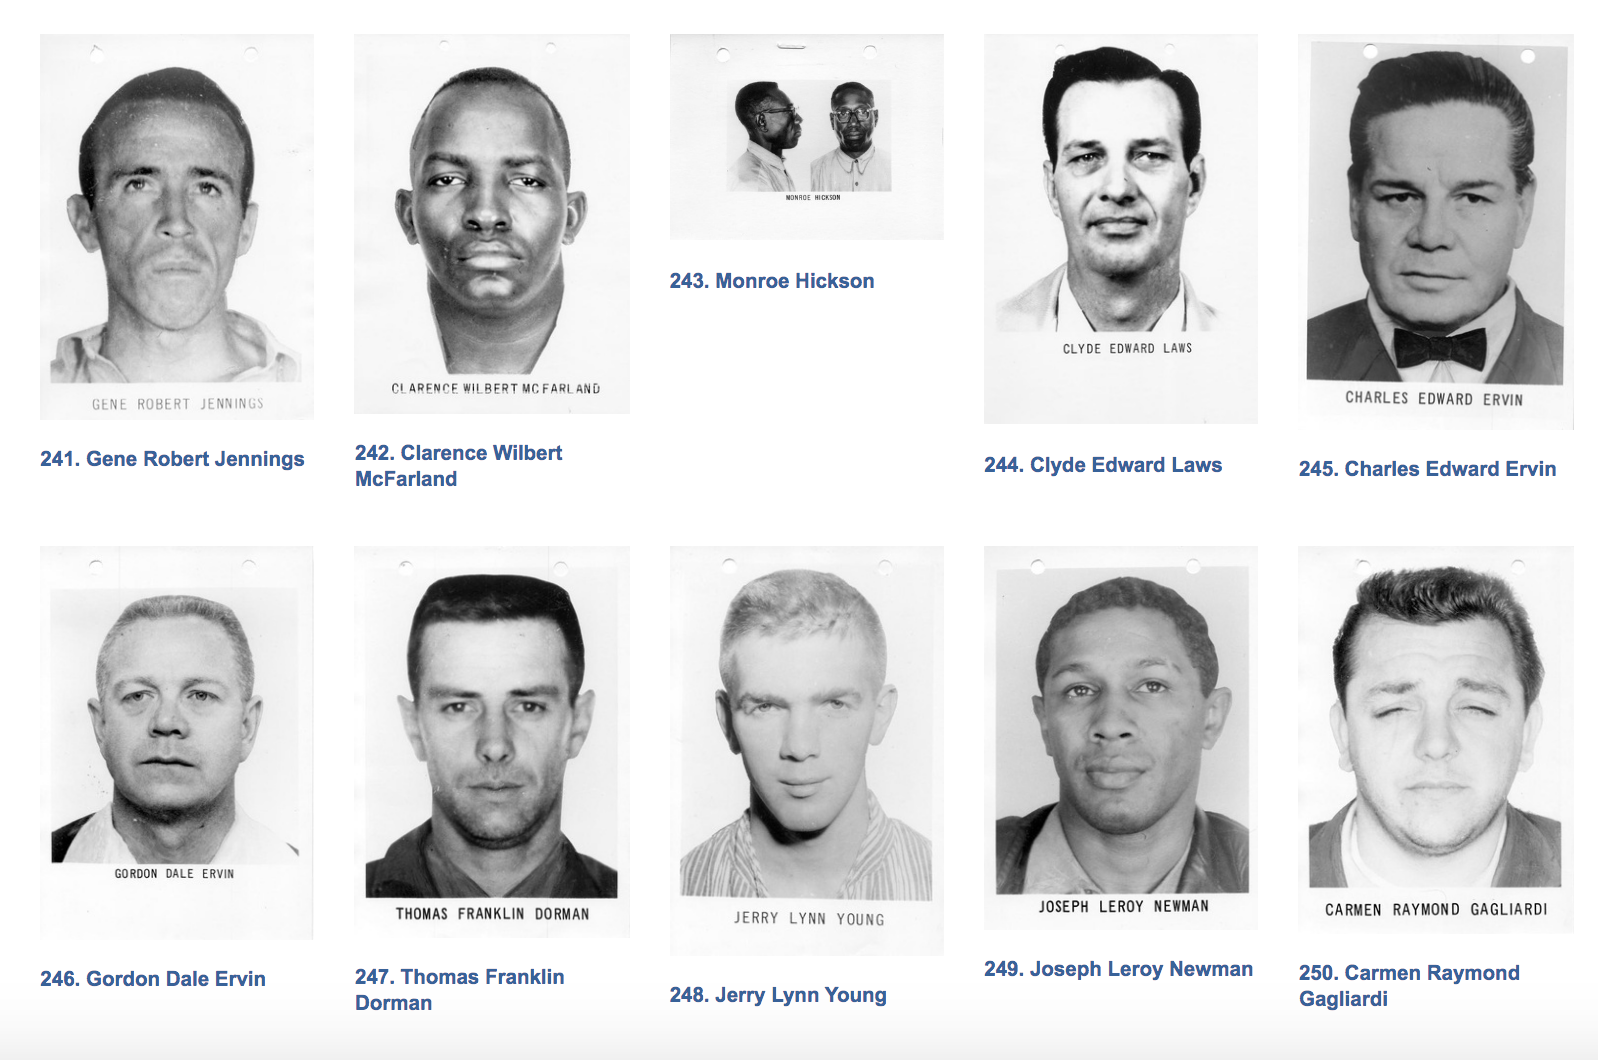 GENE ROBERT JENNINGS
241. Gene Robert Jennings
CLARENCE WILBERT MCFARLAND
242. Clarence Wilbert
McFarland
MONROE HICKSON
243. Monroe Hickson
CLYDE EDWARD LAWS
244. Clyde Edward Laws
CHARLES EDWARD ERVIN
245. Charles Edward Ervin
GORDON DALE ERVIN
246. Gordon Dale Ervin
THOMAS FRANKLIN DORMAN
247. Thomas Franklin
Dorman
JERRY LYNN YOUNG
248. Jerry Lynn Young
JOSEPH LEROY NEWMAN
249. Joseph Leroy Newman
CARMEN RAYMOND GAGLIARDI
250. Carmen Raymond
Gagliardi